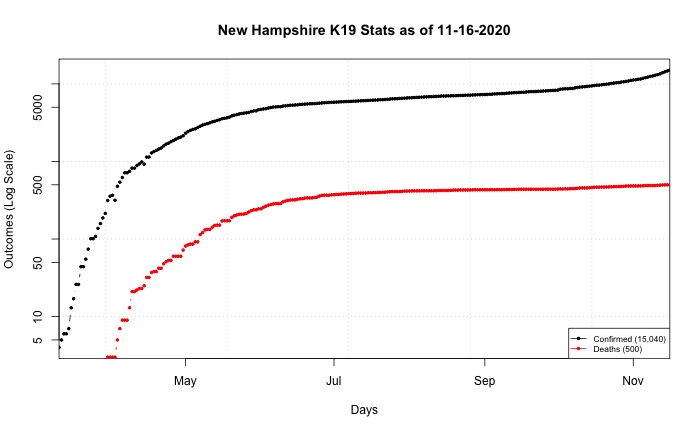 New Hampshire K19 Stats as of 11-16-2020
Outcomes (Log Scale)
5000
500
50
10
5
May
Jul
Sep
Nov
Days
Confirmed (15,040)
Deaths (500)